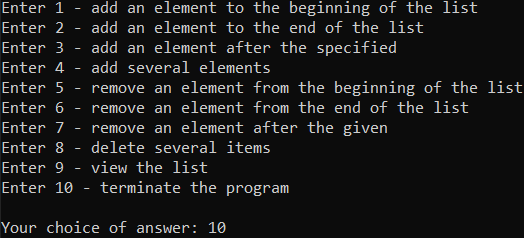 Enter 1 - add an element to the beginning of the list
Enter 2 - add an element to the end of the list
Enter 3 - add an element after the specified
Enter 4 - add several elements
Enter 5 - remove an element from the beginning of the list
Enter 6 - remove an element from the end of the list
Enter 7 - remove an element after the given
Enter 8 - delete several items
Enter 9 - view the list
Enter 10 - terminate the program
Your choice of answer: 10